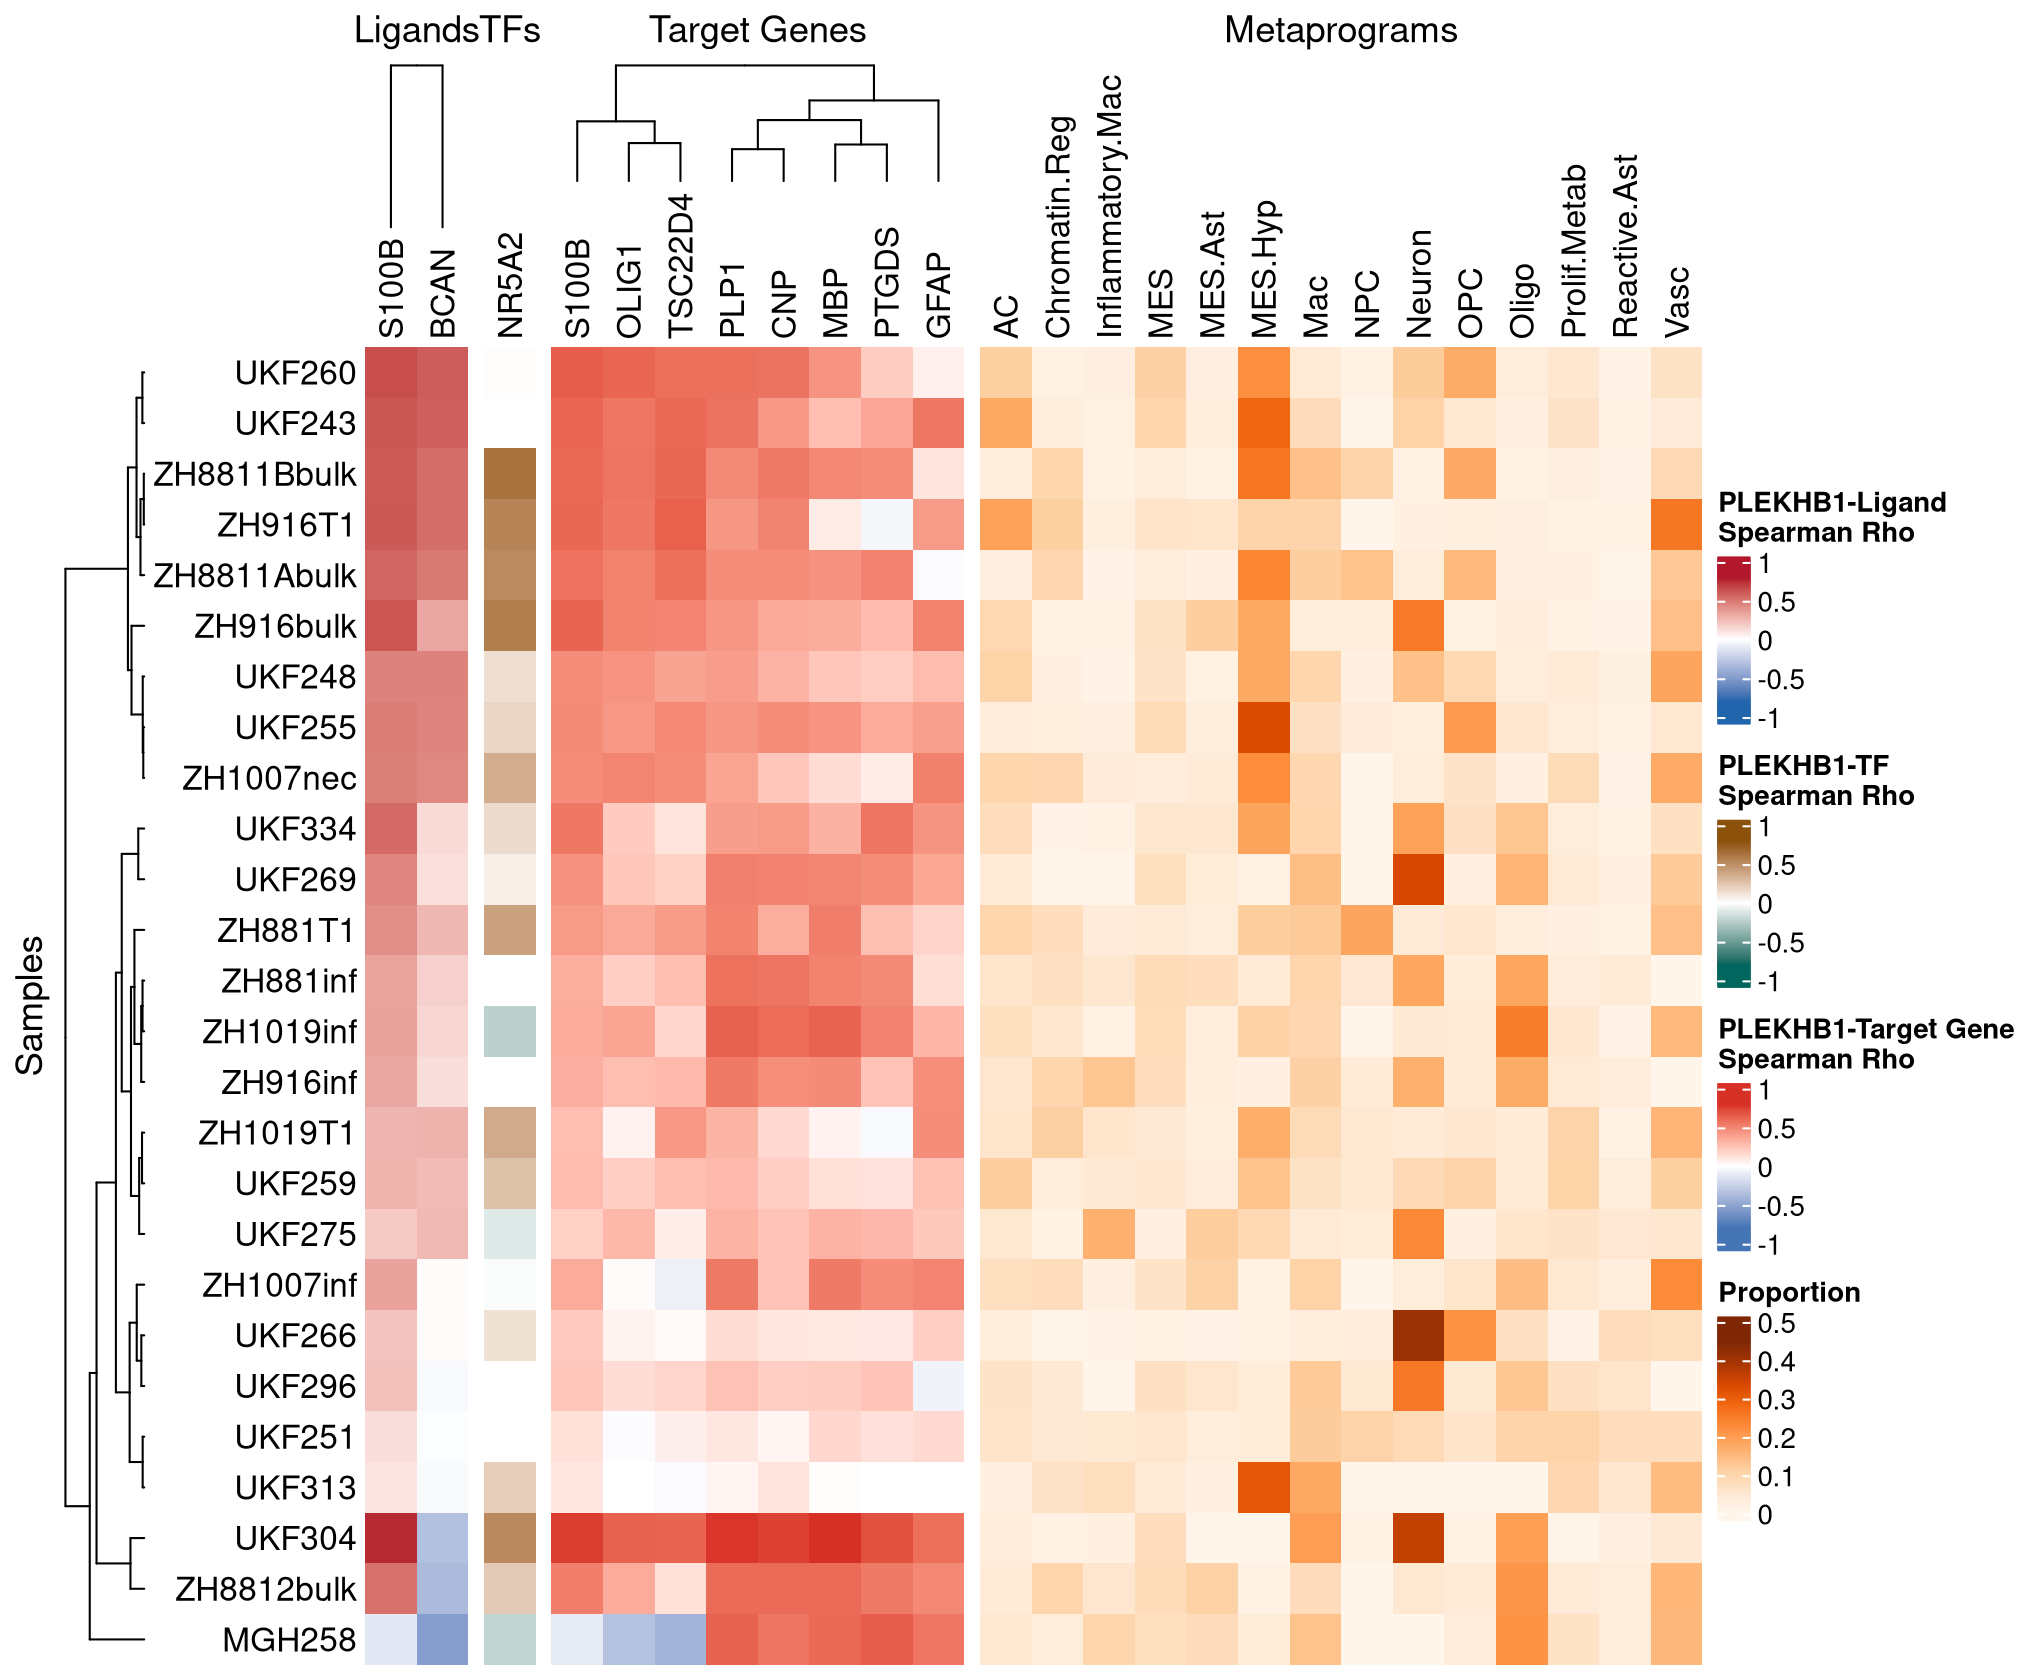 LigandsTFs Target Genes Metaprograms
S100B BCAN NR5A2 S100B OLIG1 TSC22D4 PLP1 CNP MBP PTGDS GFAP AC Chromatin.Reg Inflammatory.Mac MES MES.Ast MES.Hyp Mac NPC Neuron OPC Oligo Prolif.Metab Reactive.Ast Vasc
Samples
UKF260
UKF243
ZH8811Bbulk
ZH916T1
ZH8811Abulk
ZH916bulk
UKF248
UKF255
ZH1007nec
UKF334
UKF269
ZH881T1
ZH881inf
ZH1019inf
ZH916inf
ZH1019T1
UKF259
UKF275
ZH1007inf
UKF266
UKF296
UKF251
UKF313
UKF304
ZH8812bulk
MGH258
PLEKHB1-Ligand
Spearman Rho
1
0.5
0
-0.5
-1
PLEKHB1-TF
Spearman Rho
1
0.5
0
-0.5
-1
PLEKHB1-Target Gene
Spearman Rho
1
0.5
0
-0.5
-1
Proportion
0.5
0.4
0.3
0.2
0.1
0